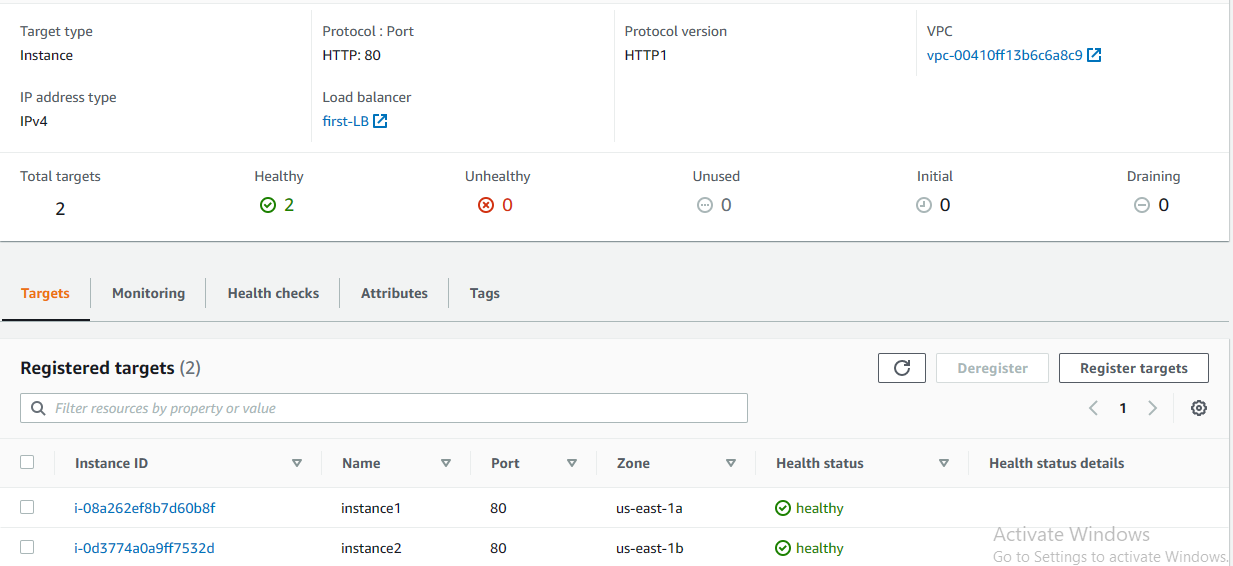 Target type
Protocol : Port
Protocol version
VPC
Instance
HTTP: 80
HTTP1
vpc-00410ff13b6c6a8c9
IP address type
Load balancer
IPv4
first-LB
Total targets
Healthy
Unhealthy
Unused
Initial
Draining
2
2
0
0
0
0
Targets
Monitoring
Health checks
Attributes
Tags
Registered targets (2)
Deregister
Register targets
Filter resources by property or value
1
Instance ID
Name
Port
Zone
Health status
Health status details
i-08a262ef8b7d60b8f
instance1
80
us-east-1a
healthy
i-0d3774a0a9ff7532d
instance2
80
us-east-1b
healthy
Activate Windows
Go to Settings to activate Windows.